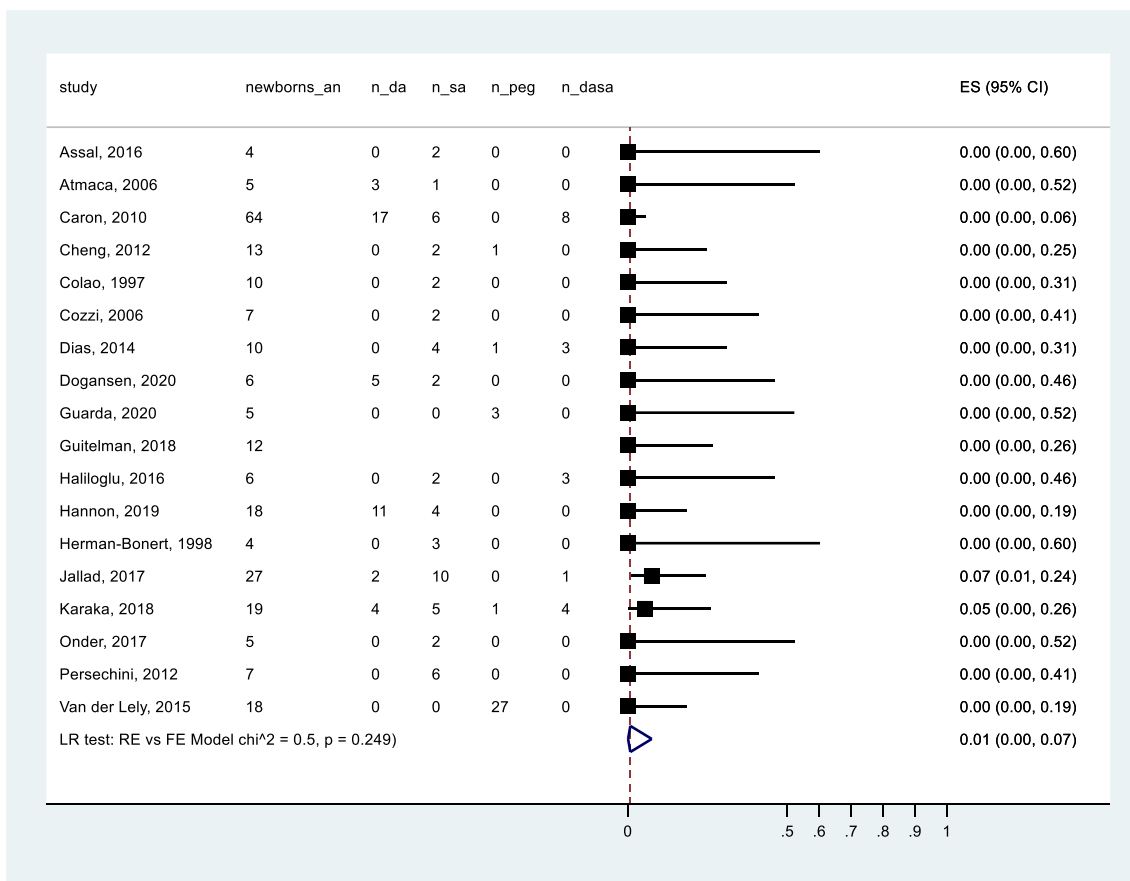 study newborns_an n_da n_sa n_peg n_dasa ES (95% CI)
Assal, 2016 4 0 2 0 0 0.00 (0.00, 0.60)
Atmaca, 2006 5 3 1 0 0 0.00 (0.00, 0.52)
Caron, 2010 64 17 6 0 8 0.00 (0.00, 0.06)
Cheng, 2012 13 0 2 1 0 0.00 (0.00, 0.25)
Colao, 1997 10 0 2 0 0 0.00 (0.00, 0.31)
Cozzi, 2006 7 0 2 0 0 0.00 (0.00, 0.41)
Dias, 2014 10 0 4 1 3 0.00 (0.00, 0.31)
Dogansen, 2020 6 5 2 0 0 0.00 (0.00, 0.46)
Guarda, 2020 5 0 0 3 0 0.00 (0.00, 0.52)
Guitelman, 2018 12 0.00 (0.00, 0.26)
Haliloglu, 2016 6 0 2 0 3 0.00 (0.00, 0.46)
Hannon, 2019 18 11 4 0 0 0.00 (0.00, 0.19)
Herman-Bonert, 1998 4 0 3 0 0 0.00 (0.00, 0.60)
Jallad, 2017 27 2 10 0 1 0.07 (0.01, 0.24)
Karaka, 2018 19 4 5 1 4 0.05 (0.00, 0.26)
Onder, 2017 5 0 2 0 0 0.00 (0.00, 0.52)
Persechini, 2012 7 0 6 0 0 0.00 (0.00, 0.41)
Van der Lely, 2015 18 0 0 27 0 0.00 (0.00, 0.19)
LR test: RE vs FE Model chi^2 = 0.5, p = 0.249) 0.01 (0.00, 0.07)
0 .5 .6 .7 .8 .9 1